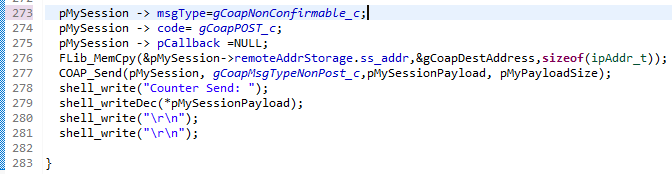 273 pMySession -> msgType=gCoapNonConfirmable_c;
274 pMySession -> code= gCoapPOST_c;
275 pMySession -> pCallback =NULL;
276 FLib_MemCpy(&pMySession->remoteAddrStorage.ss_addr,&gCoapDestAddress,sizeof(ipAddr_t));
277 COAP_Send(pMySession, gCoapMsgTypeNonPost_c,pMySessionPayload, pMyPayloadSize);
278 shell_write("Counter Send: ");
279 shell_writeDec(*pMySessionPayload);
280 shell_write("\r\n");
281 shell_write("\r\n");
282
283 }